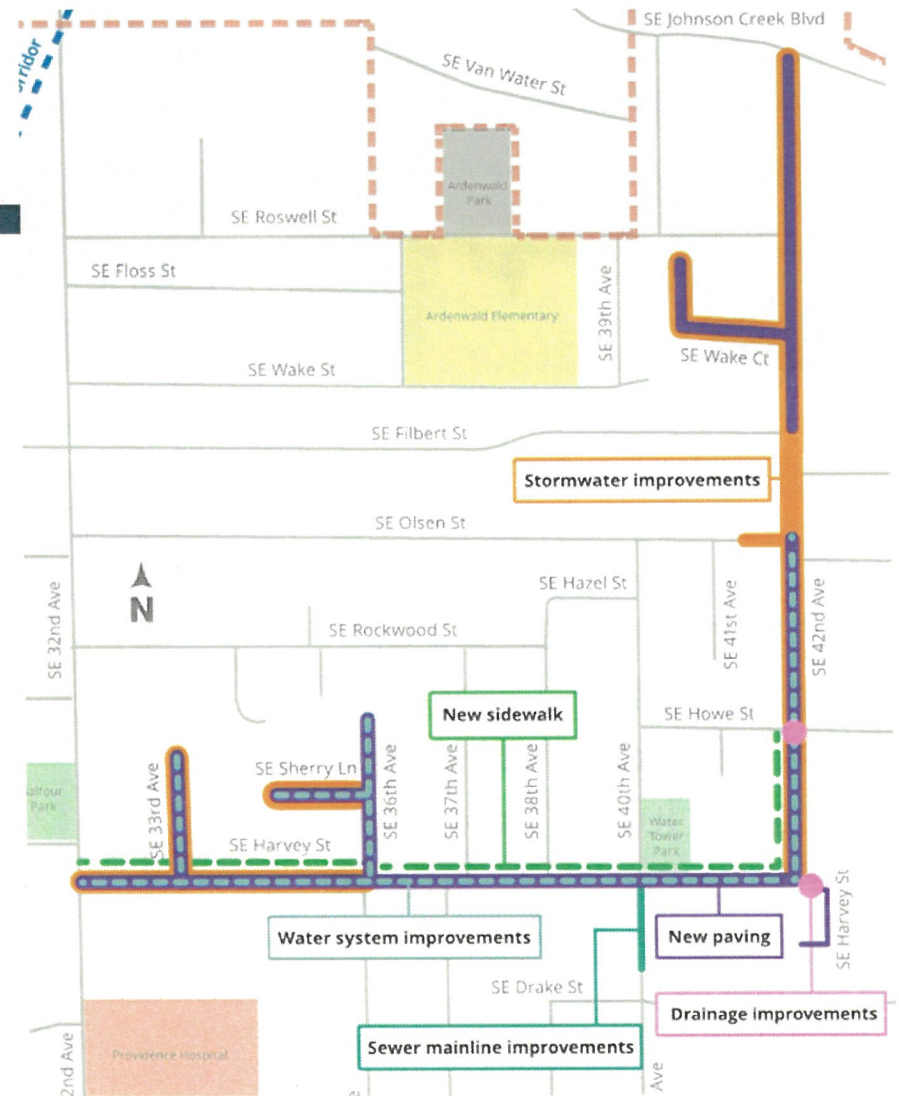 SE Johnson Creek Blvd
rridor
SE Van Water St
Ardenwald
Park
SE Roswell St
SE Floss St
Ardenwald Elementary
SE 39th Ave
SE Wake Ct
SE Wake St
SE Filbert St
Stormwater improvements
SE Olsen St
N
SE Hazel St
SE 32nd Ave
SE 41st Ave
SE 42nd Ave
SE Rockwood St
New sidewalk
SE Howe St
SE Sherry Ln
SE 33rd Ave
SE 36th Ave
SE 37th Ave
SE 38th Ave
SE 40th Ave
alfour
Park
Water
Tower
Park
SE Harvey St
SE Harvey St
Water system improvements
New paving
SE Drake St
Drainage improvements
Sewer mainline improvements
Providence Hospital
2nd Ave
Ave